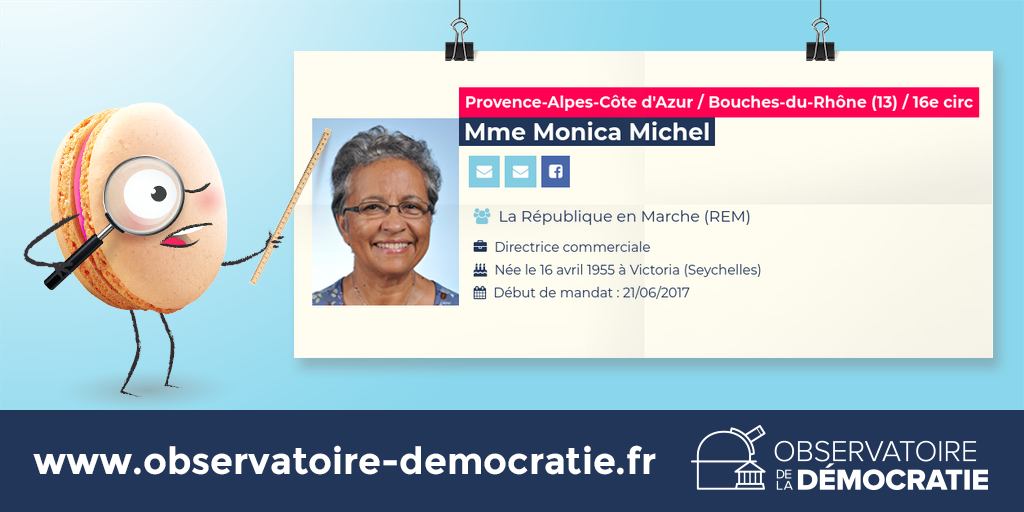 Provence-Alpes-Côte d'Azur / Bouches-du-Rhône (13) / 16e circ
Mme Monica Michel
La République en Marche (REM)
Directrice commerciale
Née le 16 avril 1955 à Victoria (Seychelles)
Début de mandat : 21/06/2017
www.observatoire-democratie.fr
OBSERVATOIRE
DE LA DÉMOCRATIE